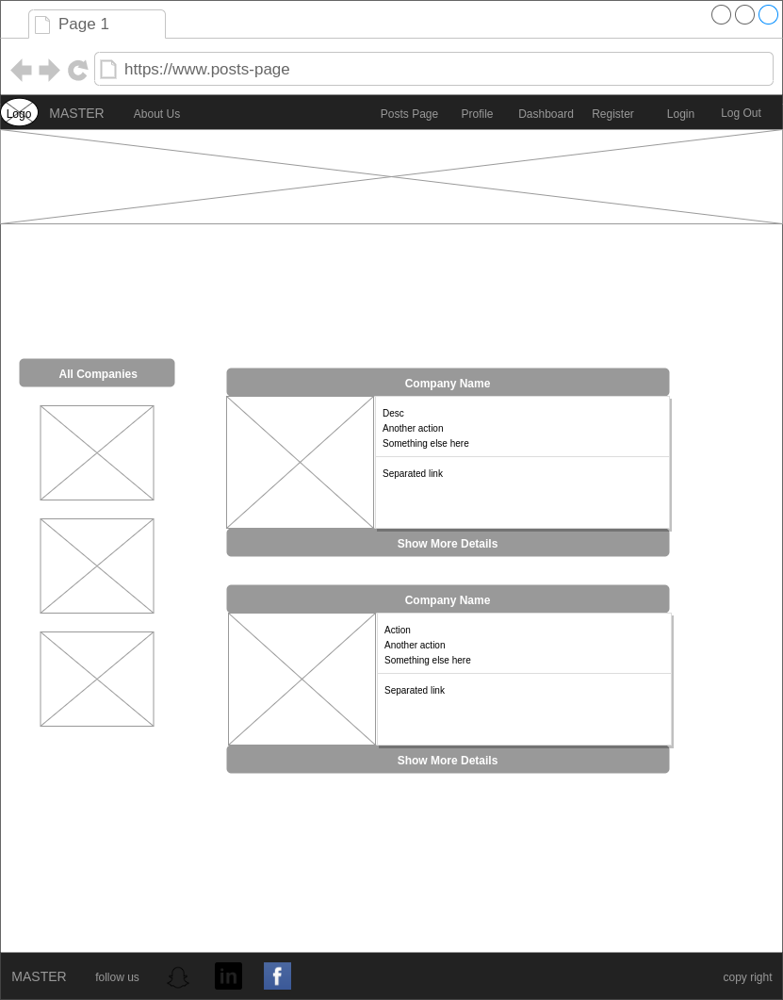 Page 1
https://www.posts-page
Logo MASTER About Us Posts Page Profile Dashboard Register Login Log Out
All Companies
Company Name
Desc
Another action
Something else here
Separated link
Show More Details
Company Name
Action
Another action
Something else here
Separated link
Show More Details
MASTER follow us in f copy right